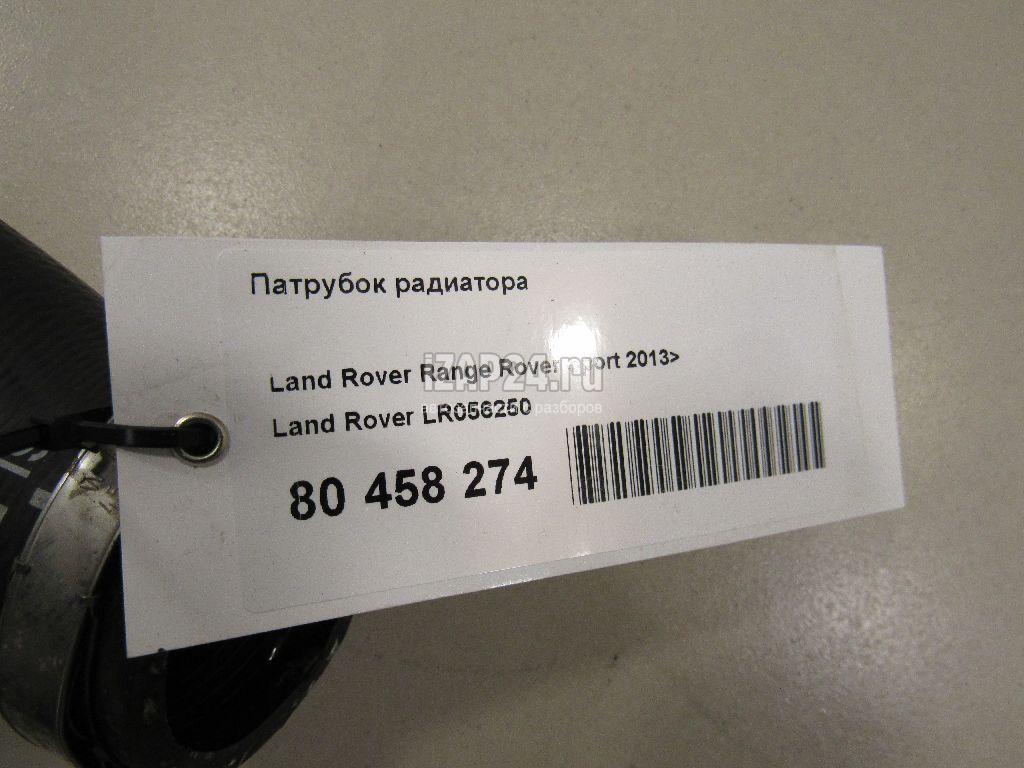 Патрубок радиатора
Land Rover Range Rover Sport 2013>
iZAP24.ru
Land Rover LR056250
разборов
80 458 274